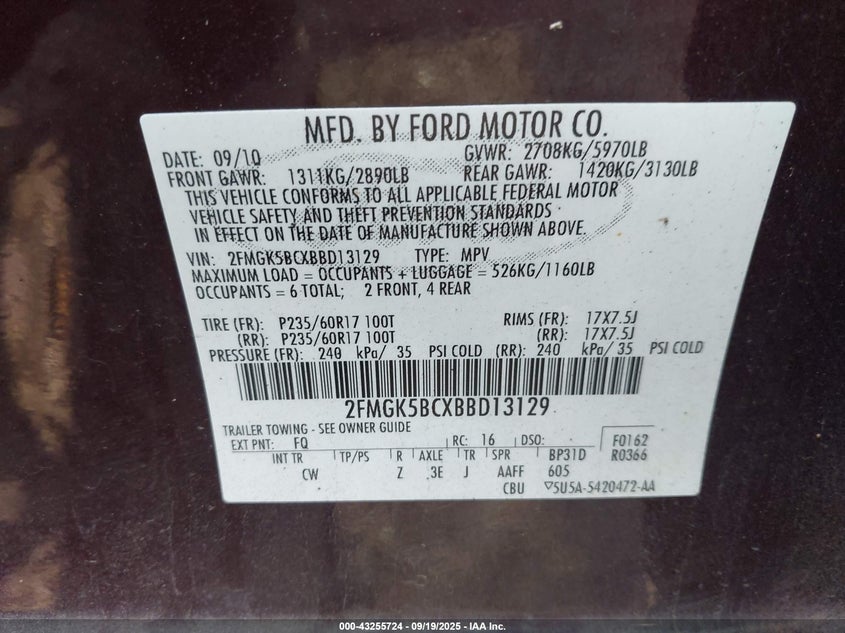 MFD. BY FORD MOTOR CO.
DATE: 09/10 GVWR: 2708KG/5970LB
FRONT GAWR: 1311KG/2890LB REAR GAWR: 1420KG/3130LB
THIS VEHICLE CONFORMS TO ALL APPLICABLE FEDERAL MOTOR
VEHICLE SAFETY AND THEFT PREVENTION STANDARDS
IN EFFECT ON THE DATE OF MANUFACTURE SHOWN ABOVE.
VIN: 2FMGK5BCXBBD13129 TYPE: MPV
MAXIMUM LOAD = OCCUPANTS + LUGGAGE = 526KG/1160LB
OCCUPANTS = 6 TOTAL; 2 FRONT, 4 REAR
TIRE (FR): P235/60R17 100T RIMS (FR): 17X7.5J
(RR): P235/60R17 100T (RR): 17X7.5J
PRESSURE (FR): 240 kPa/ 35 PSI COLD (RR): 240 kPa/ 35 PSI COLD
2FMGK5BCXBBD13129
TRAILER TOWING - SEE OWNER GUIDE
EXT PNT: FQ RC: 16 DSO: F0162
INT TR TP/PS R AXLE TR SPR BP31D R0366
CW Z 3E J AAFF 605
CBU ▽5U5A-5420472-AA
000-43255724 - 09/19/2025 - IAA Inc.